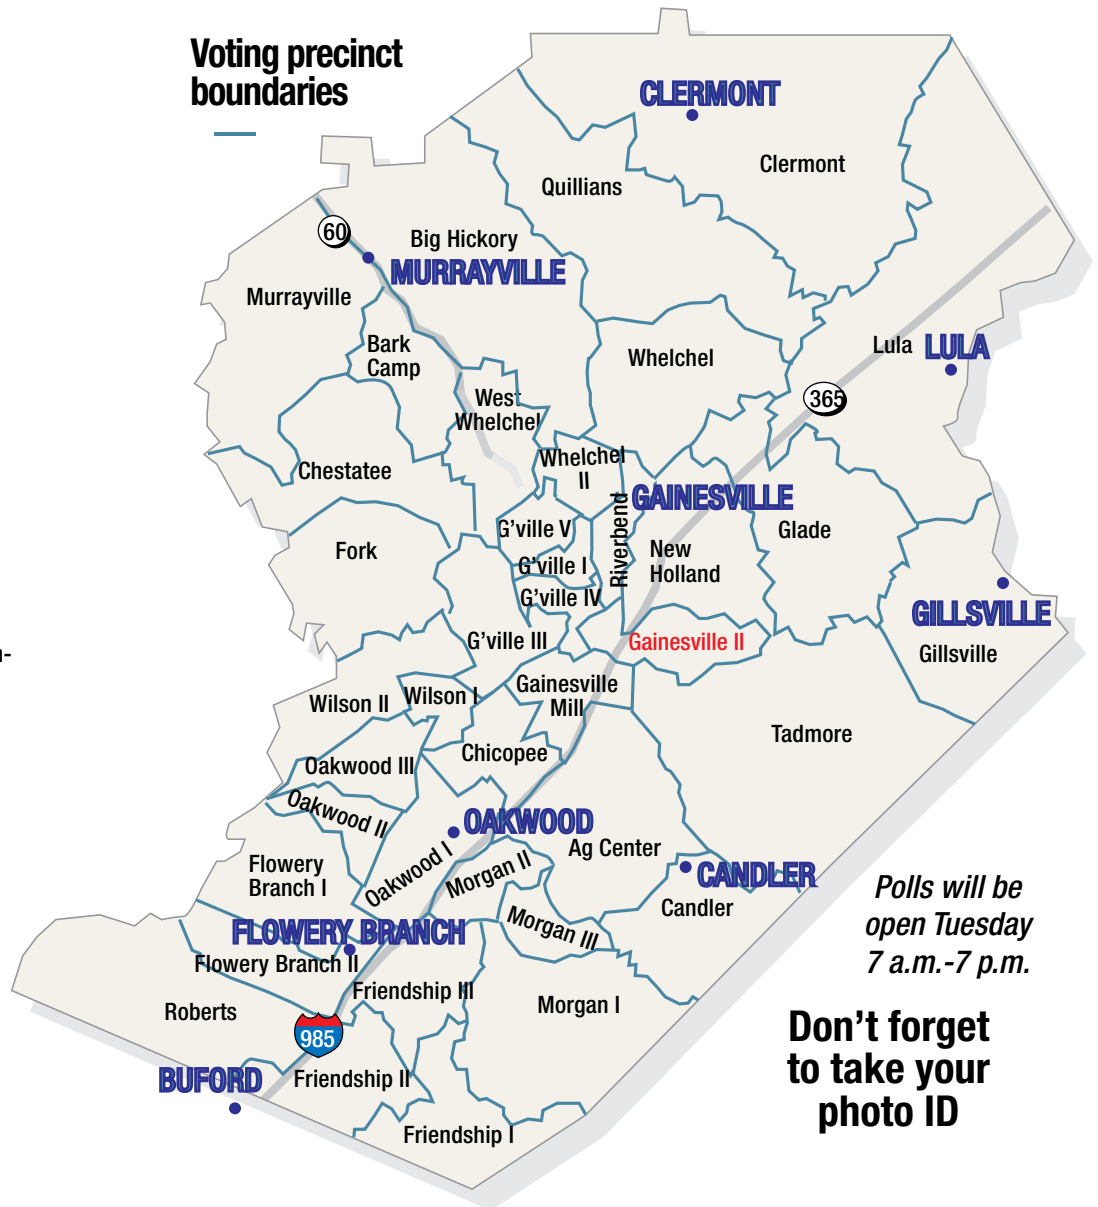 Voting precinct
boundaries
CLERMONT
Clermont
Quillians
60
Big Hickory
MURRAYVILLE
Murrayville
Bark
Camp
Whelchel
Lula
LULA
365
West
Whelchel
Whelchel
II
Chestatee
GAINESVILLE
Riverbend
G'ville V
Glade
Fork
New
Holland
G'ville I
G'ville IV
GILLSVILLE
G'ville III
Gainesville II
Gillsville
n-
Wilson II
Wilson I
Gainesville
Mill
Tadmore
Chicopee
Oakwood III
Oakwood II
OAKWOOD
Oakwood I
Ag Center
Morgan II
Flowery
Branch I
CANDLER
Candler
Polls will be
open Tuesday
7 a.m.-7 p.m.
Morgan III
FLOWERY BRANCH
Flowery Branch II
Friendship III
Morgan I
Roberts
985
Don't forget
to take your
photo ID
BUFORD
Friendship II
Friendship I